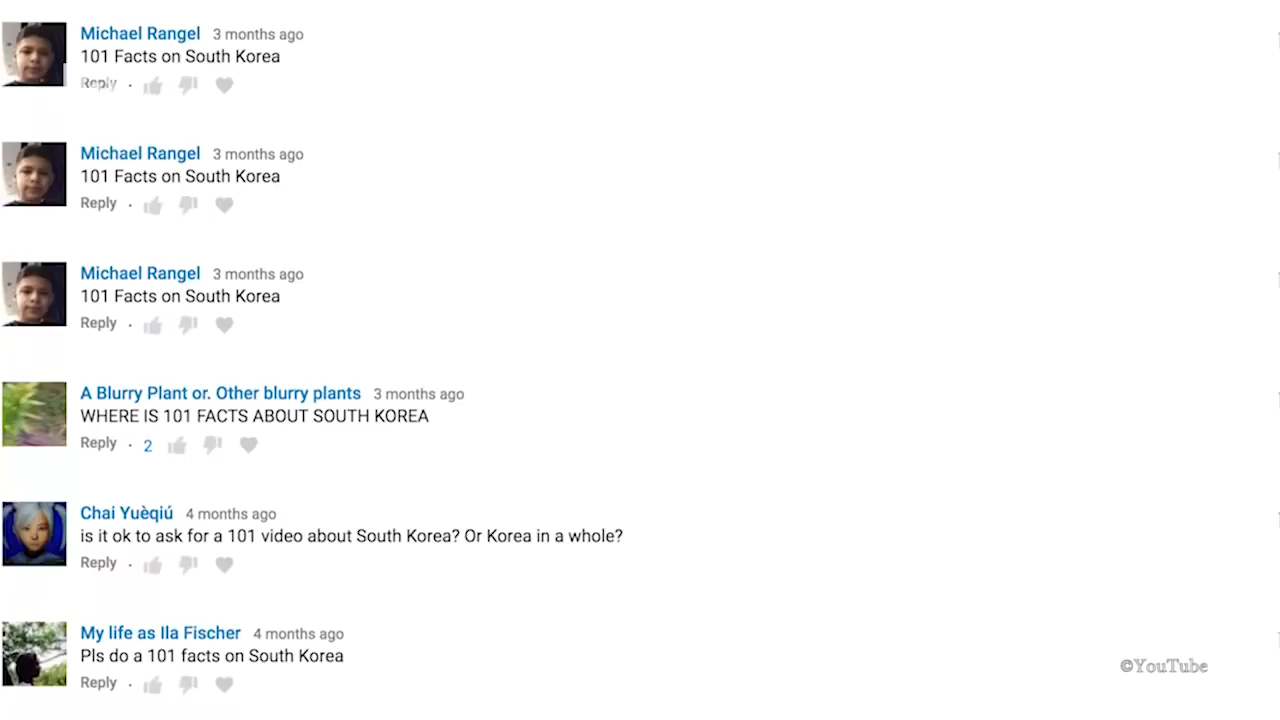 Michael Rangel 3 months ago
101 Facts on South Korea
Reply .
Michael Rangel 3 months ago
101 Facts on South Korea
Reply .
Michael Rangel 3 months ago
101 Facts on South Korea
Reply .
A Blurry Plant or. Other blurry plants 3 months ago
WHERE IS 101 FACTS ABOUT SOUTH KOREA
Reply . 2
Chai Yuèqiú 4 months ago
is it ok to ask for a 101 video about South Korea? Or Korea in a whole?
Reply .
My life as Ila Fischer 4 months ago
Pls do a 101 facts on South Korea
Reply .
©YouTube